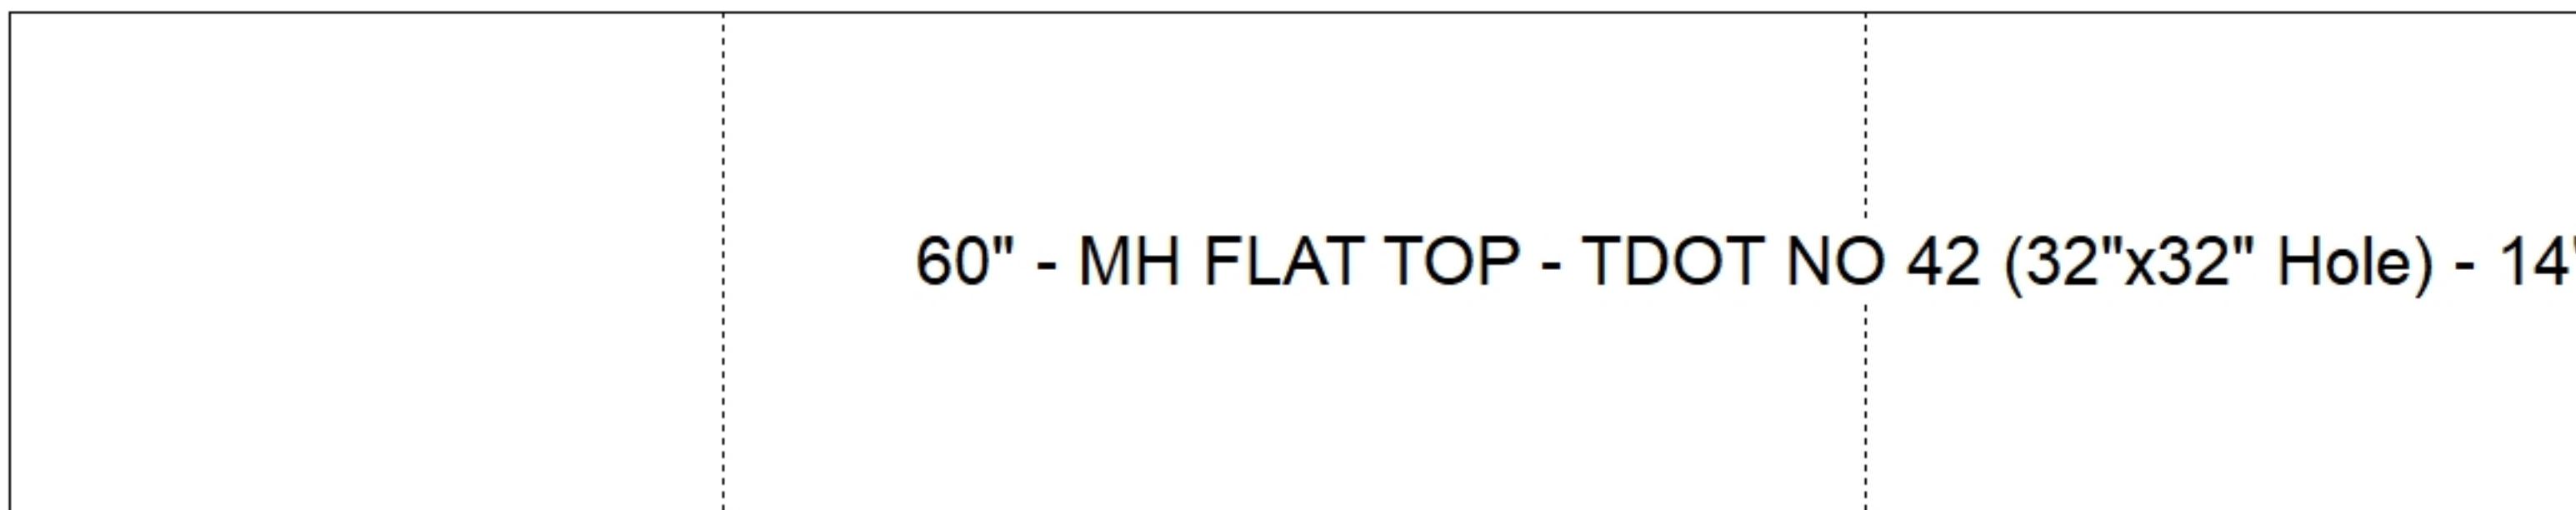 60" - MH FLAT TOP - TDOT NO 42 (32"x32" Hole) - 14"